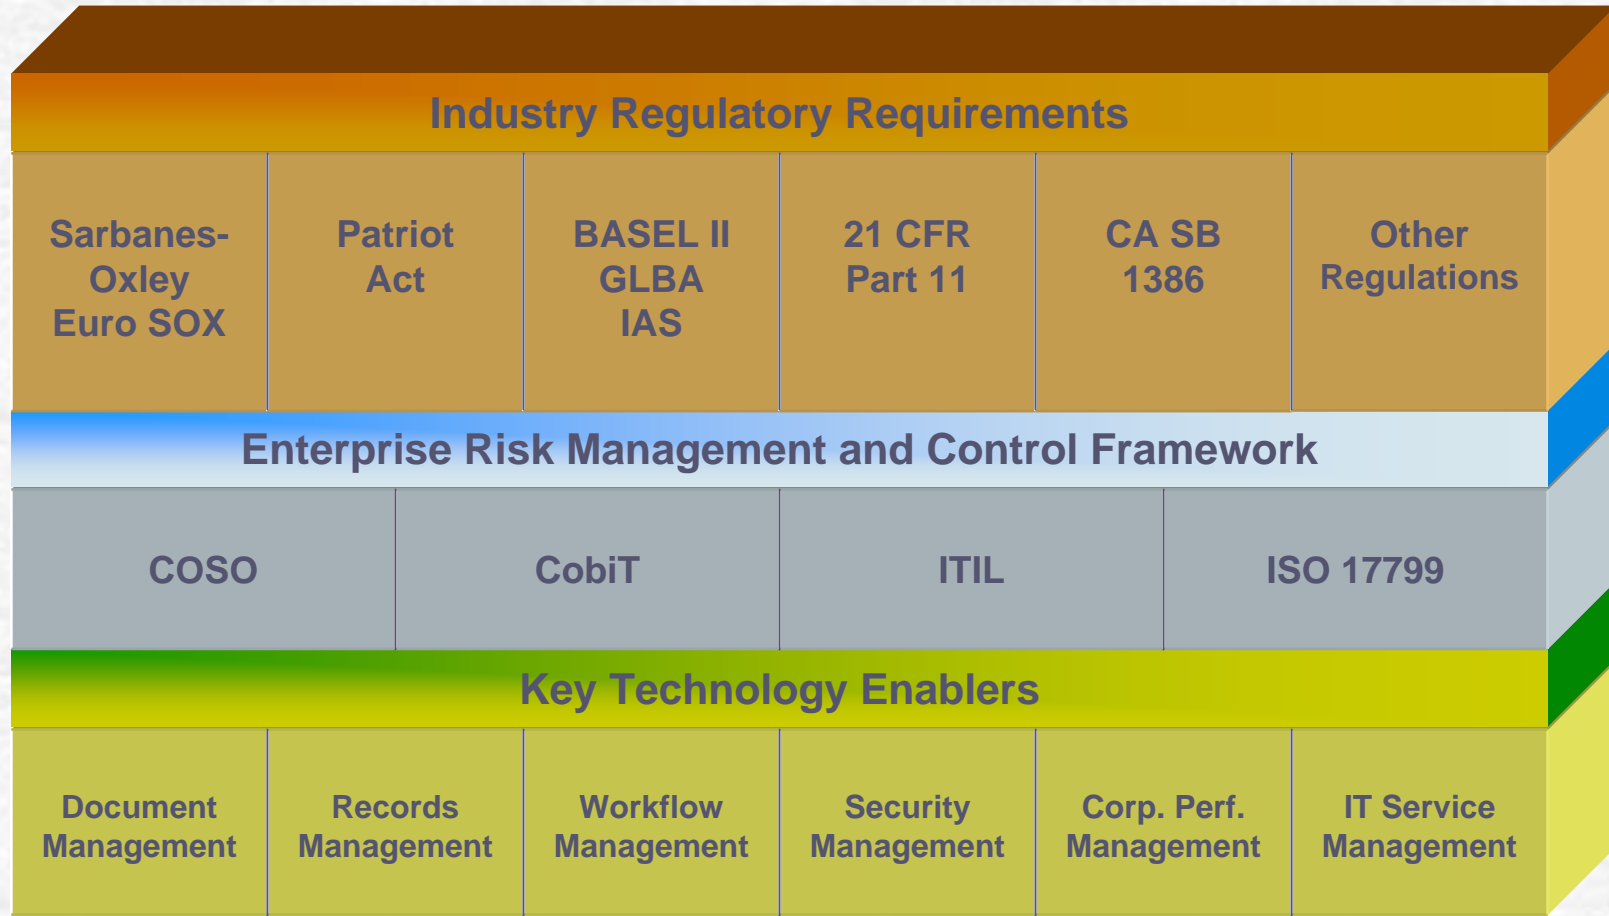 Industry Regulatory Requirements
Sarbanes-
Oxley
Euro SOX
Patriot
Act
BASEL II
GLBA
IAS
21 CFR
Part 11
CA SB
1386
Other
Regulations
Enterprise Risk Management and Control Framework
COSO
CobiT
ITIL
ISO 17799
Key Technology Enablers
Document
Management
Records
Management
Workflow
Management
Security
Management
Corp. Perf.
Management
IT Service
Management